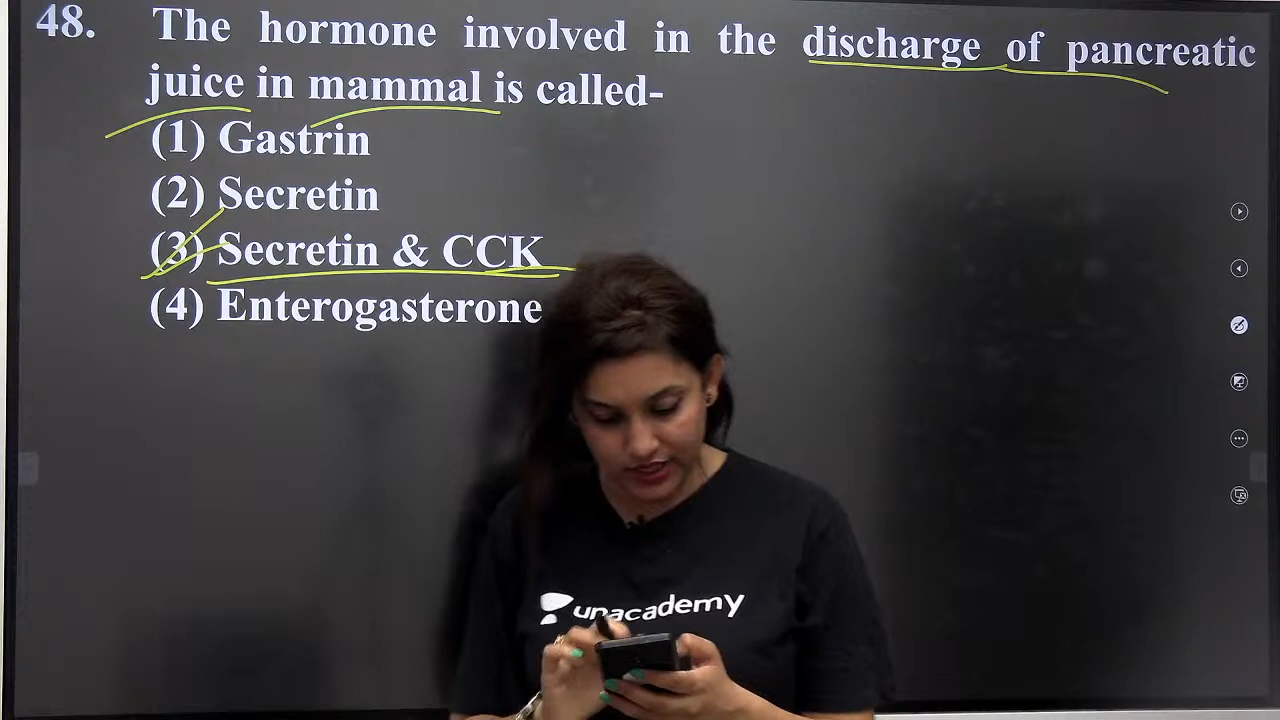 48. The hormone involved in the discharge of pancreatic
juice in mammal is called-
(1) Gastrin
(2) Secretin
(3) Secretin & CCK
(4) Enterogasterone
unacademy